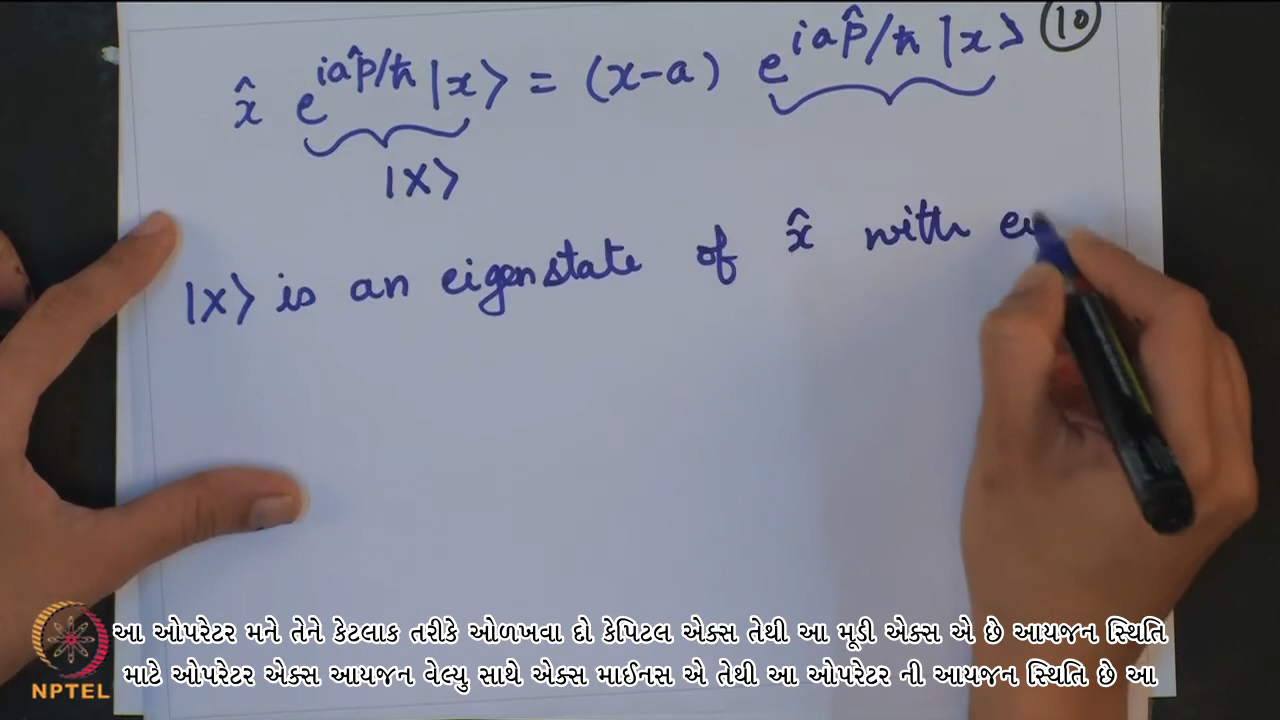 x̂ e^{iap̂/ħ} |x⟩ = (x-a) e^{iap̂/ħ} |x⟩ (10)
|X⟩
|X⟩ is an eigenstate of x̂ with
આ ઓપરેટર મને તેને કેટલાક તરીકે ઓળખવા દો કેપિટલ એક્સ તેથી આ મૂડી એક્સ એ છે આયજન સ્થિતિ
માટે ઓપરેટર એક્સ આયજન વેલ્યુ સાથે એક્સ માઈનસ એ તેથી આ ઓપરેટર ની આયજન સ્થિતિ છે આ
NPTEL